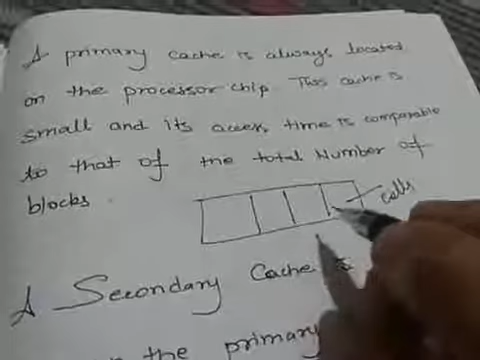 A primary cache is always located
on the processor chip This cache is
small and its access time is comparable
to that of the total Number of
blocks.
cells
A Secondary Cache is
the primary